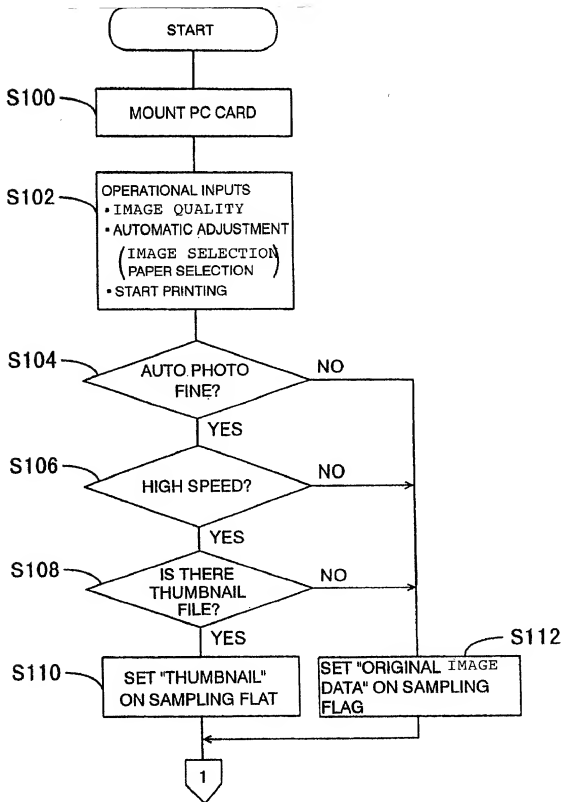 START
S100
MOUNT PC CARD
S102
OPERATIONAL INPUTS
▪ IMAGE QUALITY
▪ AUTOMATIC ADJUSTMENT
(IMAGE SELECTION
PAPER SELECTION)
▪ START PRINTING
S104
AUTO PHOTO
FINE?
NO
YES
S106
HIGH SPEED?
NO
YES
S108
IS THERE
THUMBNAIL
FILE?
NO
YES
S110
SET "THUMBNAIL"
ON SAMPLING FLAT
S112
SET "ORIGINAL IMAGE
DATA" ON SAMPLING
FLAG
1